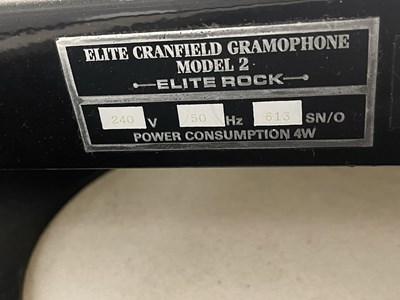 ELITE CRANFIELD GRAMOPHONE
MODEL 2
ELITE ROCK
240 V 50 Hz 613 SN/O
POWER CONSUMPTION 4W